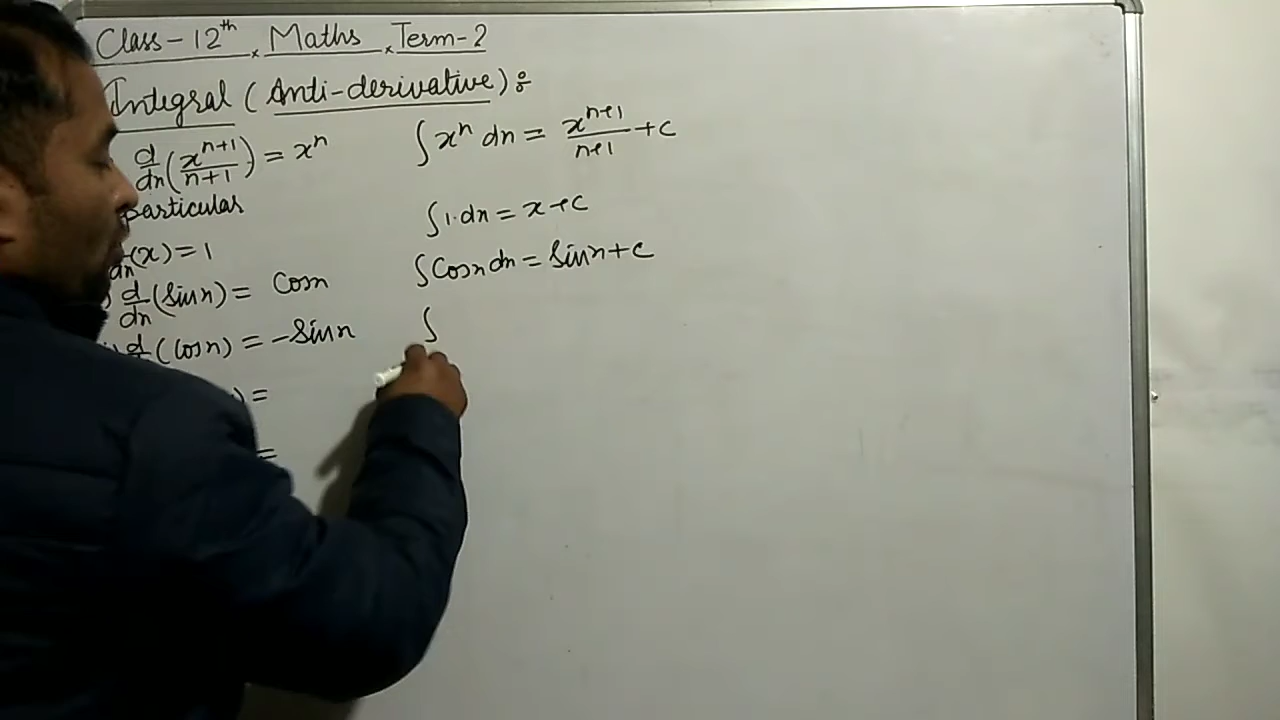 Class-12th Maths Term-2
Integral (Anti-derivative):
d/dx (x^{n+1}/n+1) = x^n ∫x^n dx = x^{n+1}/n+1 + c
particular
(x) = 1 ∫1.dx = x + c
d/dx (sinx) = Cosx ∫Cosx dx = sinx + c
d (Cosx) = -sinx ∫
) =
=